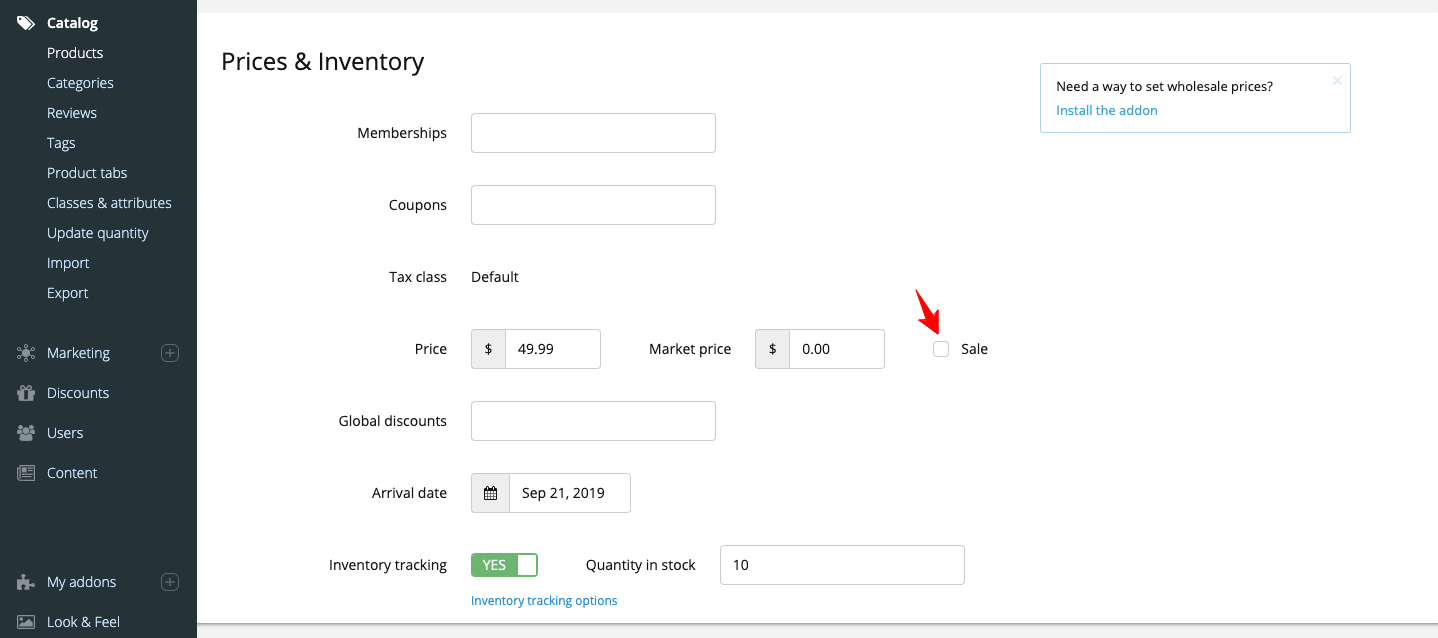 Catalog
Products
Categories
Reviews
Tags
Product tabs
Classes & attributes
Update quantity
Import
Export
Marketing
Discounts
Users
Content
My addons
Look & Feel
Prices & Inventory
Need a way to set wholesale prices?
Install the addon
Memberships
Coupons
Tax class Default
Price $ 49.99 Market price $ 0.00 Sale
Global discounts
Arrival date Sep 21, 2019
Inventory tracking YES Quantity in stock 10
Inventory tracking options